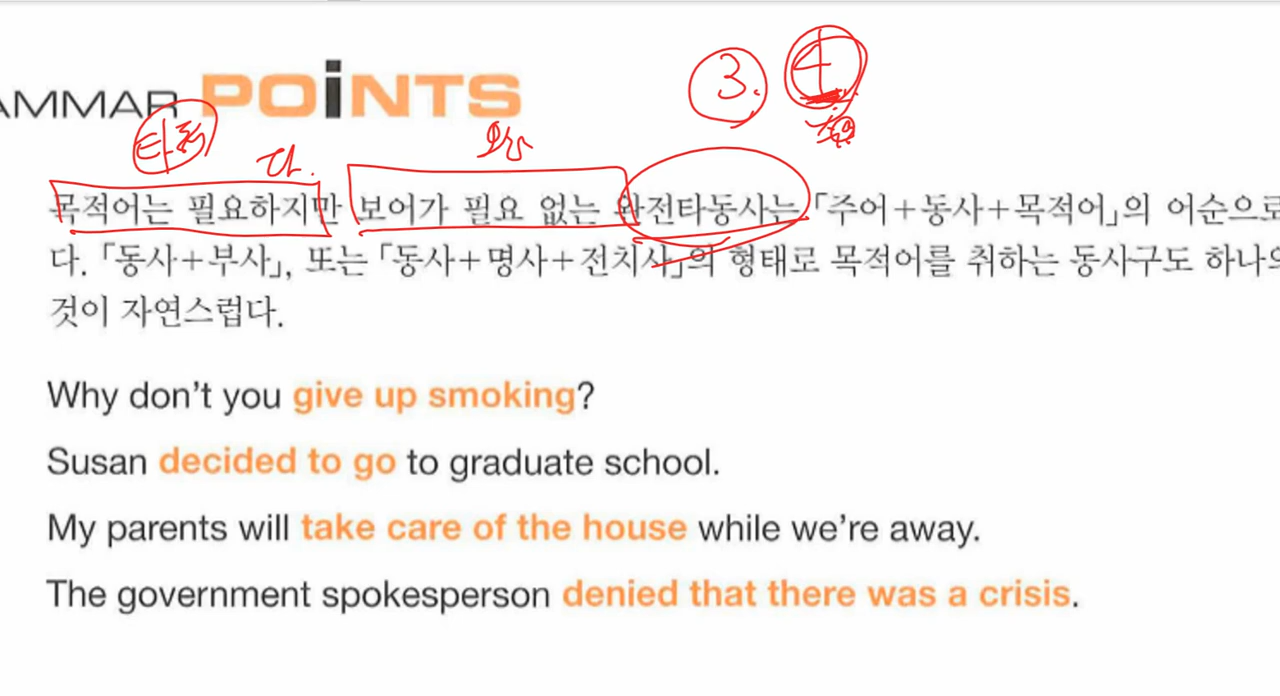 3. 4
AMMAR POiNTS
타동 완
다.
목적어는 필요하지만 보어가 필요 없는 완전타동사는 「주어+동사+목적어」의 어순으로
다. 「동사+부사」, 또는 「동사+명사+전치사」의 형태로 목적어를 취하는 동사구도 하나의
것이 자연스럽다.
Why don't you give up smoking?
Susan decided to go to graduate school.
My parents will take care of the house while we're away.
The government spokesperson denied that there was a crisis.